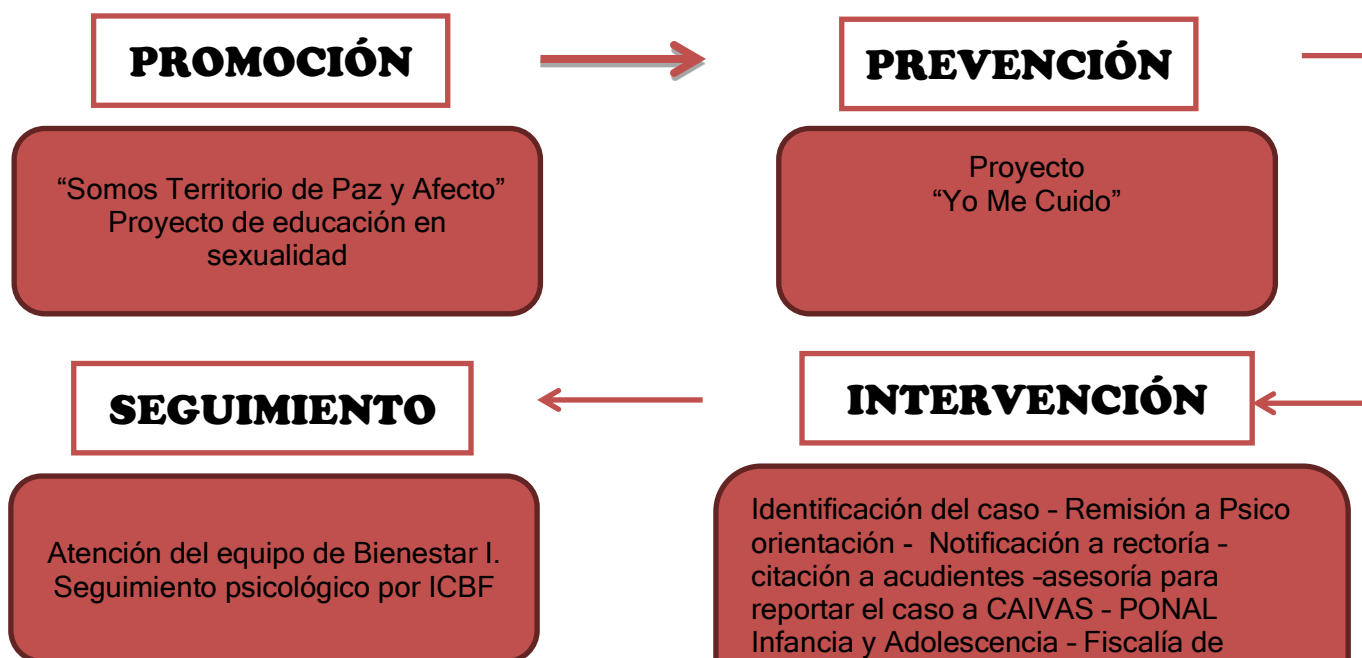 PROMOCIÓN
“Somos Territorio de Paz y Afecto”
Proyecto de educación en
sexualidad
PREVENCIÓN
Proyecto
“Yo Me Cuido”
INTERVENCIÓN
Identificación del caso – Remisión a Psico
orientación - Notificación a rectoría –
citación a acudientes –asesoría para
reportar el caso a CAIVAS – PONAL
Infancia y Adolescencia – Fiscalía de
SEGUIMIENTO
Atención del equipo de Bienestar I.
Seguimiento psicológico por ICBF